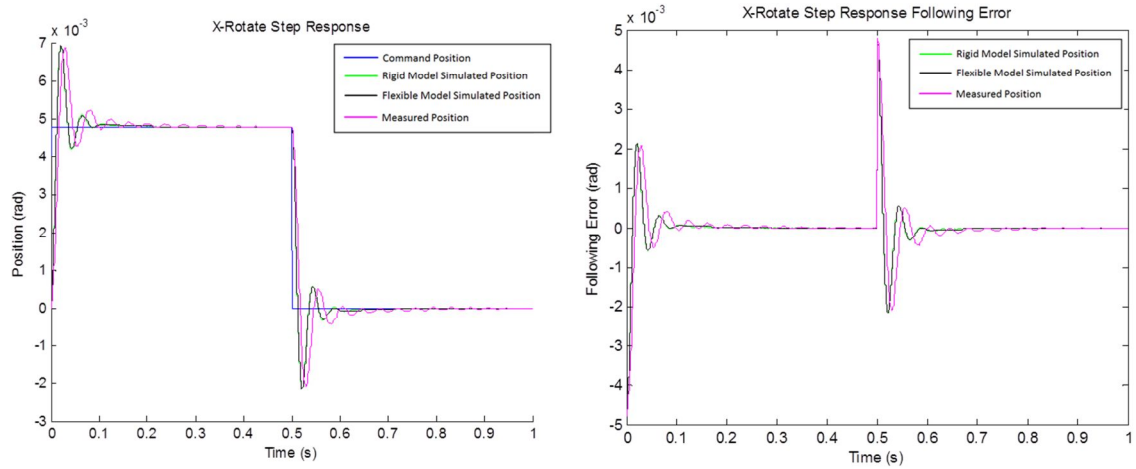 X-Rotate Step Response
x 10⁻³
7
6
5
4
3
2
1
0
-1
-2
-3
Position (rad)
0 0.1 0.2 0.3 0.4 0.5 0.6 0.7 0.8 0.9 1
Time (s)
Command Position
Rigid Model Simulated Position
Flexible Model Simulated Position
Measured Position
X-Rotate Step Response Following Error
x 10⁻³
5
4
3
2
1
0
-1
-2
-3
-4
-5
Following Error (rad)
0 0.1 0.2 0.3 0.4 0.5 0.6 0.7 0.8 0.9 1
Time (s)
Rigid Model Simulated Position
Flexible Model Simulated Position
Measured Position